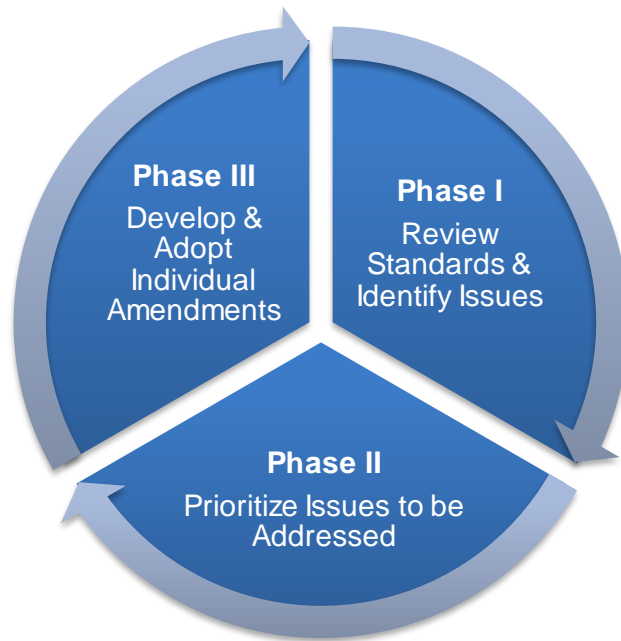 Phase I
Review
Standards &
Identify Issues
Phase II
Prioritize Issues to be
Addressed
Phase III
Develop &
Adopt
Individual
Amendments